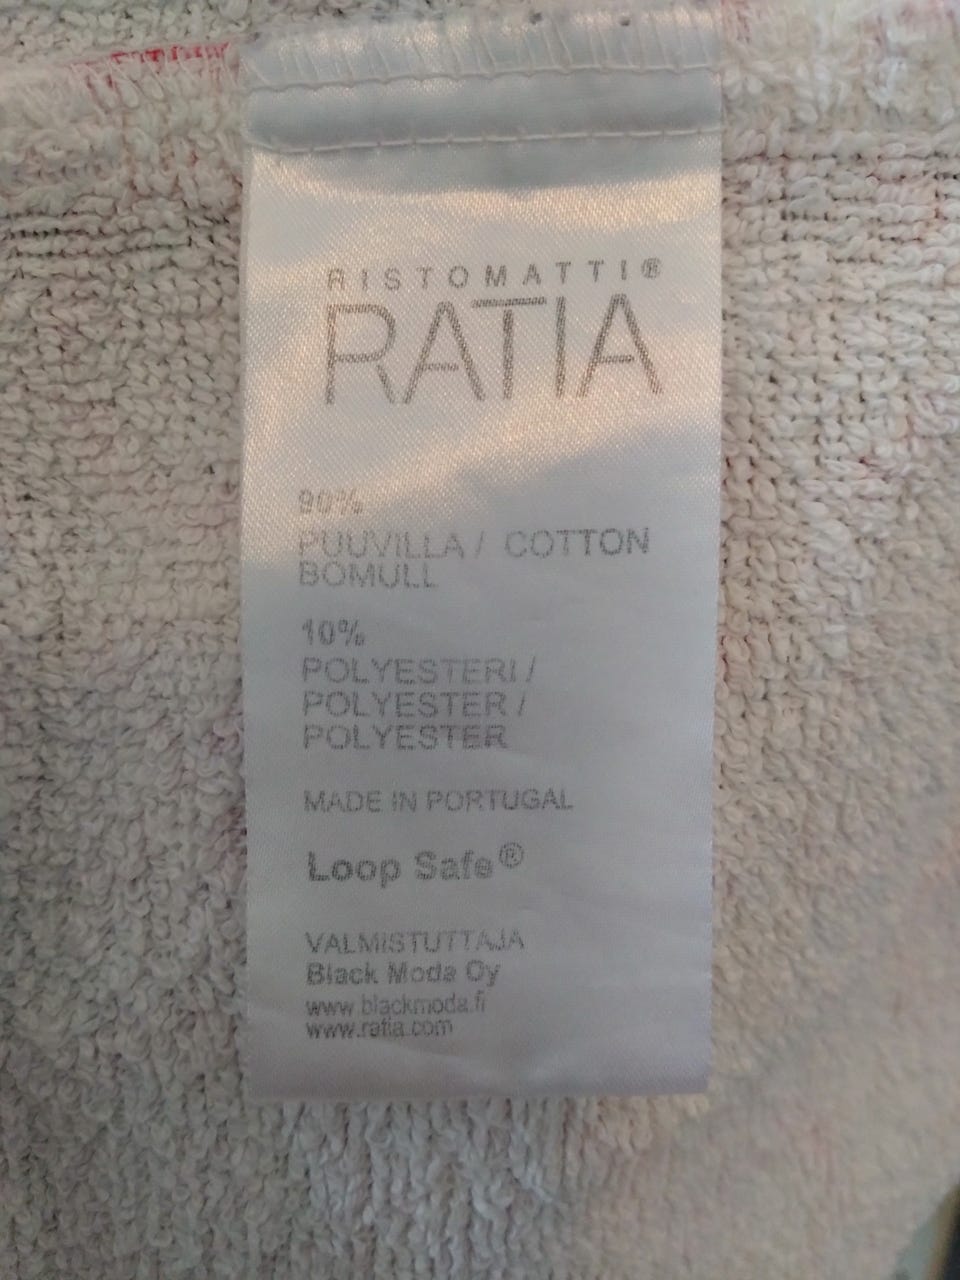 RISTOMATTI®
RATIA
90%
PUUVILLA / COTTON
BOMULL
10%
POLYESTERI /
POLYESTER /
POLYESTER
MADE IN PORTUGAL
Loop Safe®
VALMISTUTTAJA
Black Moda Oy
www.blackmoda.fi
www.ratia.com